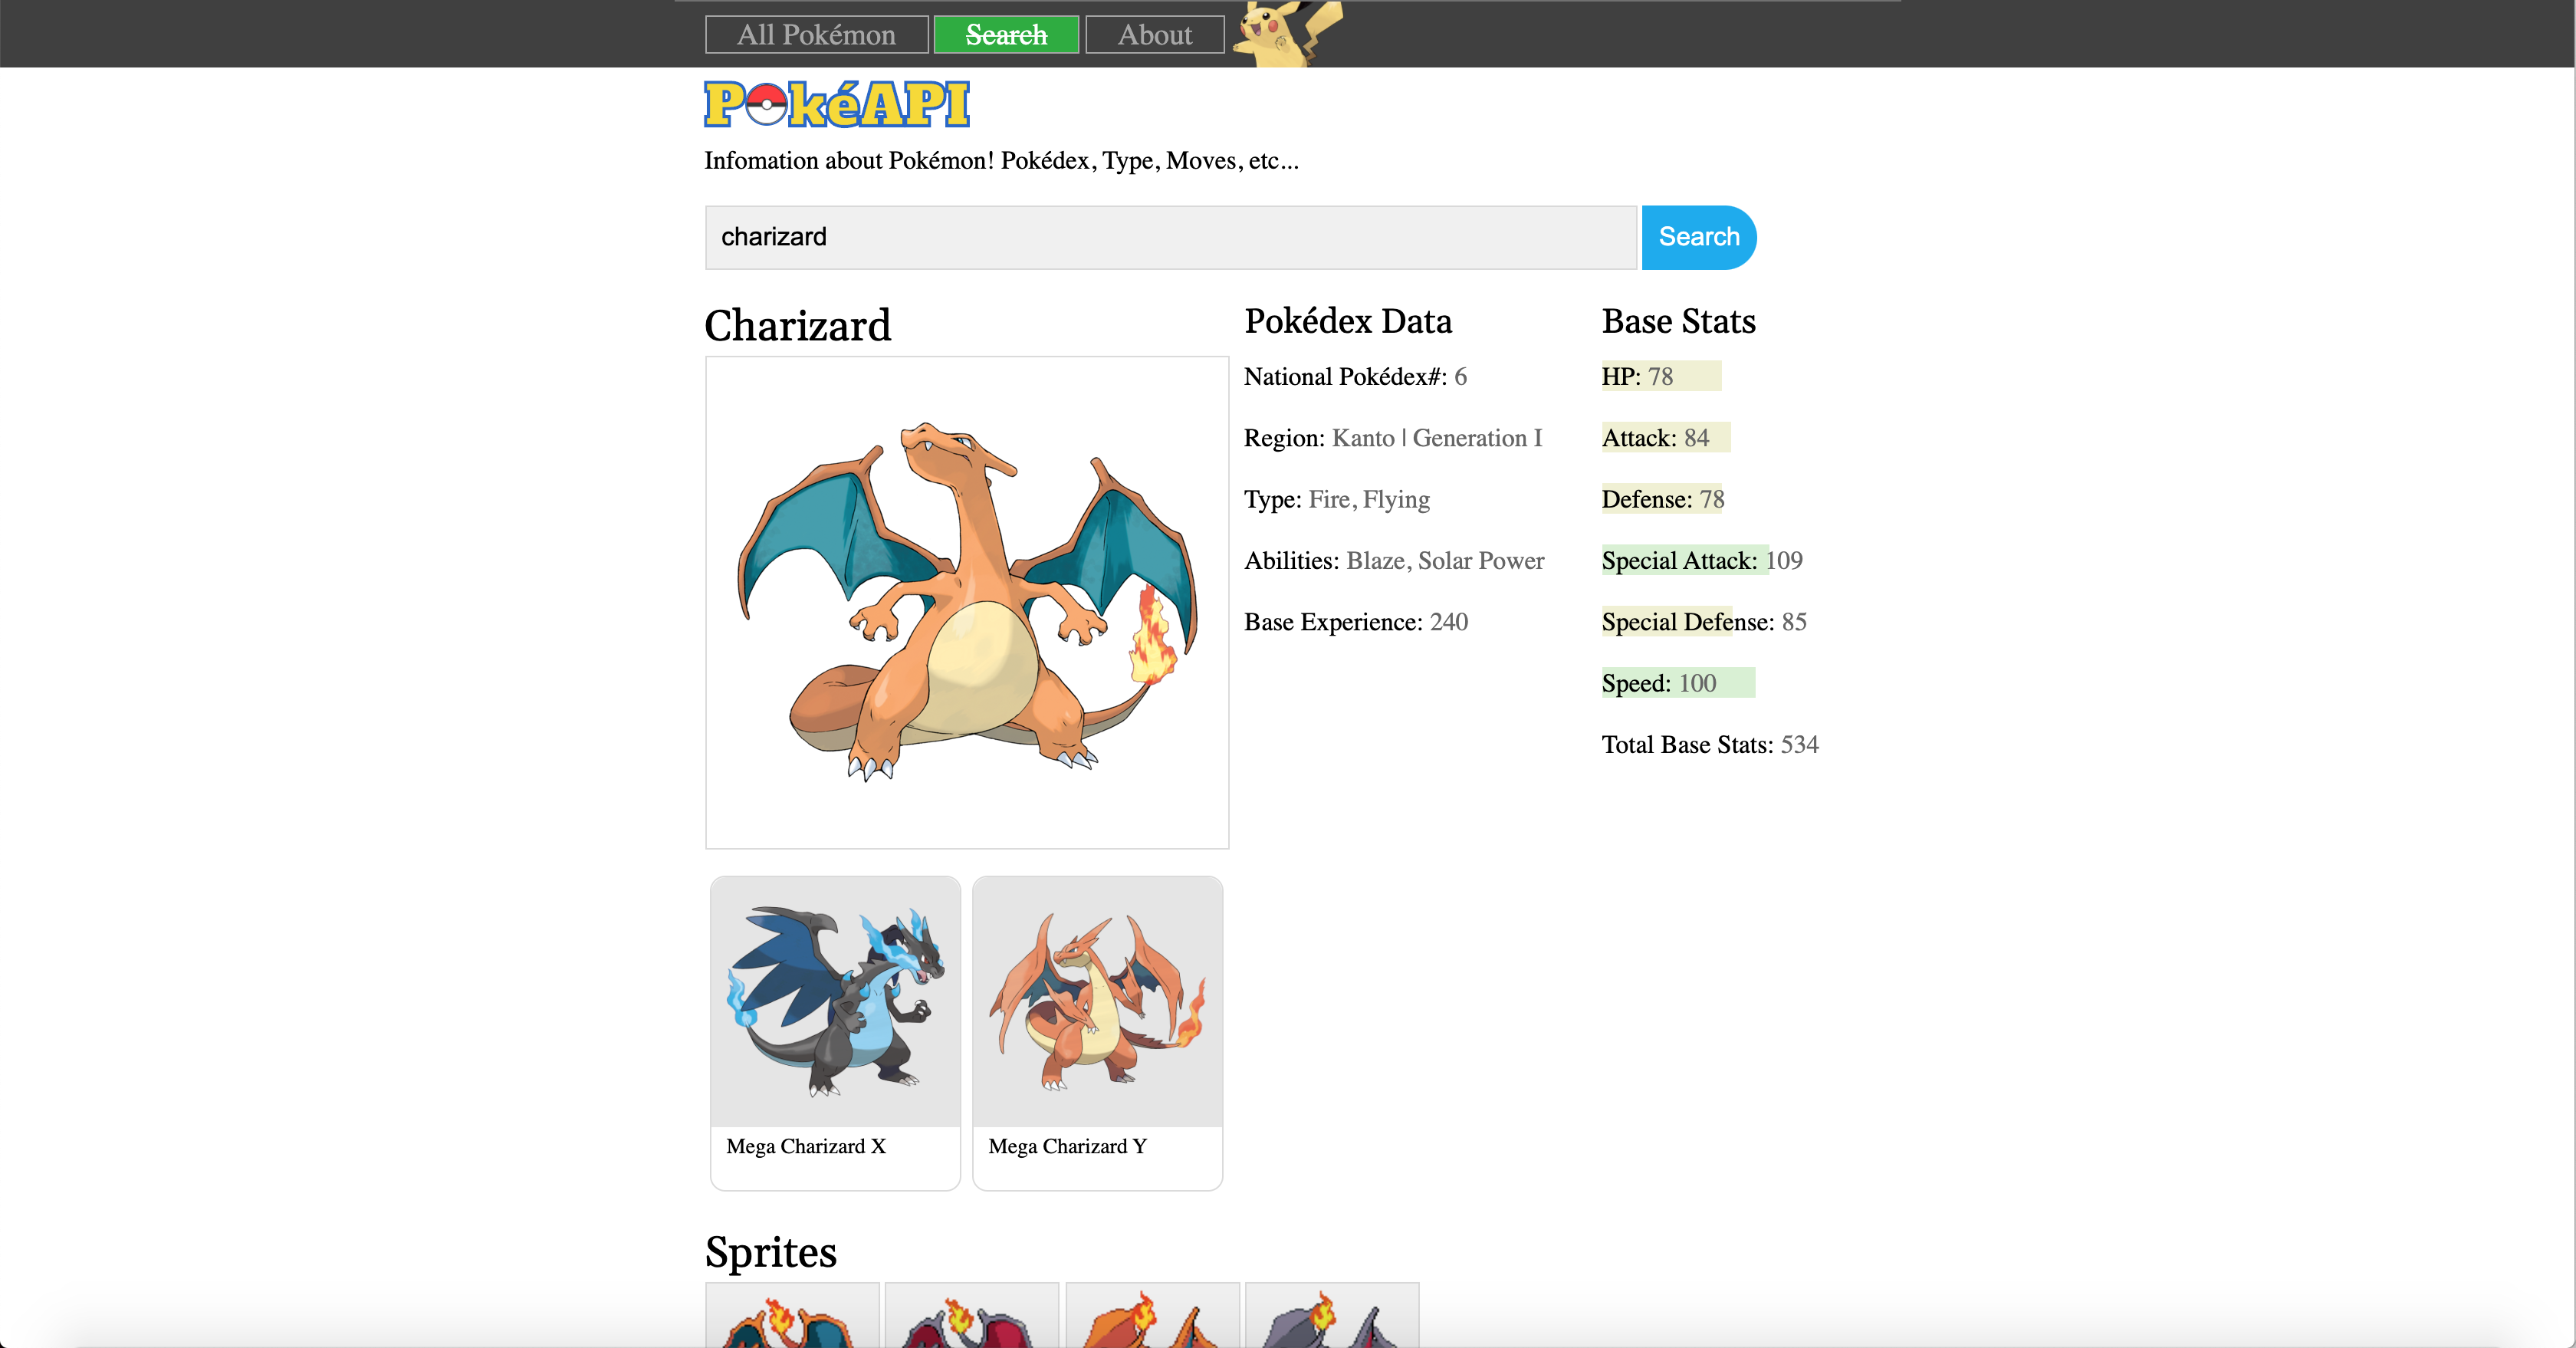 All Pokémon Search About
PokéAPI
Infomation about Pokémon! Pokédex, Type, Moves, etc...
charizard Search
Charizard
Pokédex Data
National Pokédex#: 6
Region: Kanto | Generation I
Type: Fire, Flying
Abilities: Blaze, Solar Power
Base Experience: 240
Base Stats
HP: 78
Attack: 84
Defense: 78
Special Attack: 109
Special Defense: 85
Speed: 100
Total Base Stats: 534
Mega Charizard X
Mega Charizard Y
Sprites